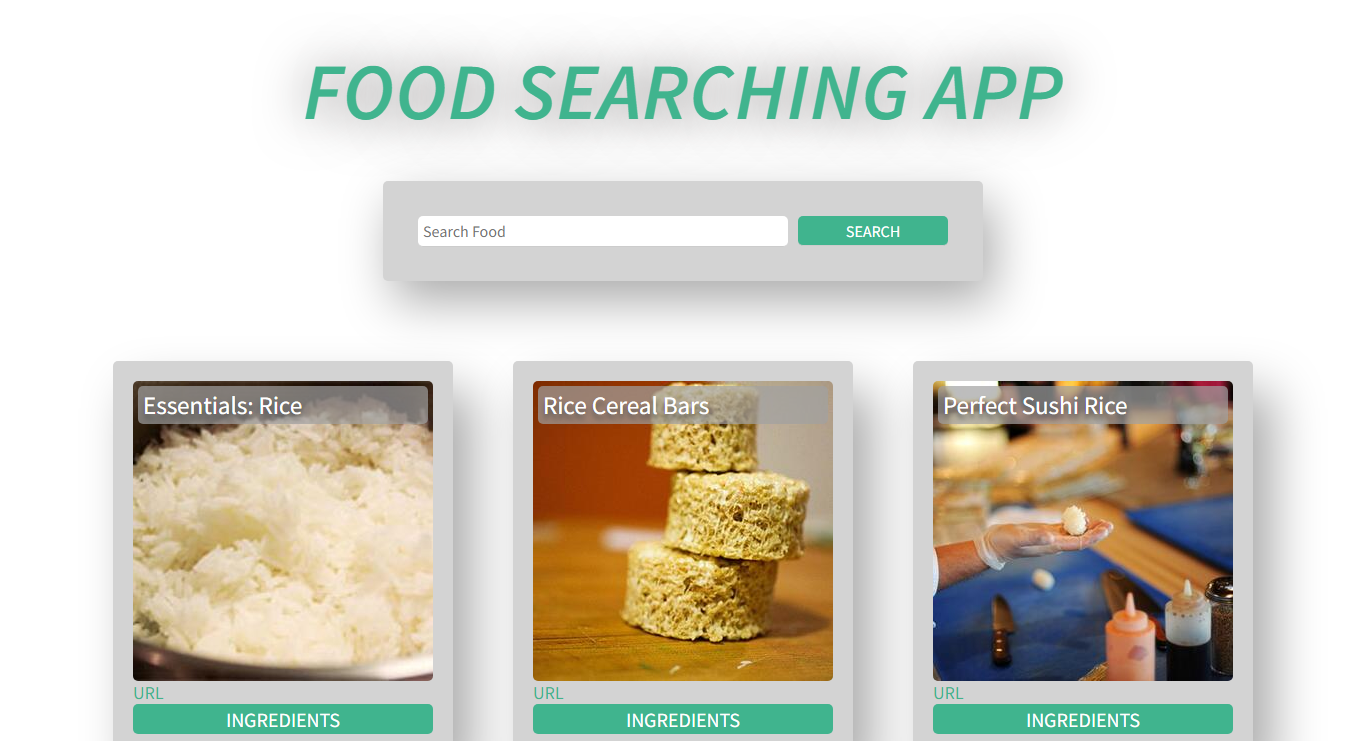 FOOD SEARCHING APP
Search Food
SEARCH
Essentials: Rice
Rice Cereal Bars
Perfect Sushi Rice
URL
URL
URL
INGREDIENTS
INGREDIENTS
INGREDIENTS